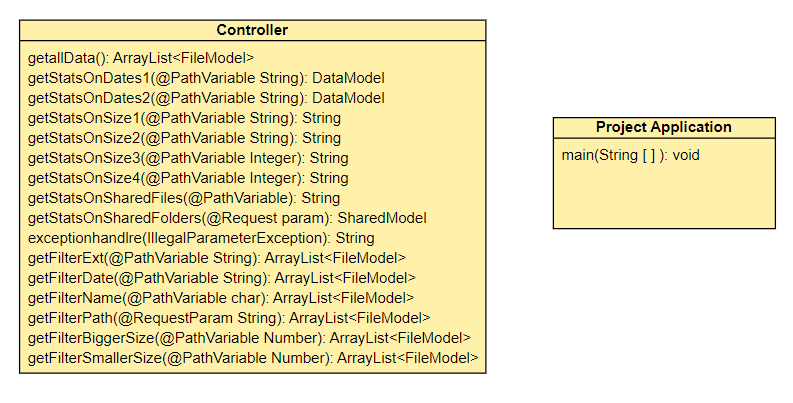 Controller
getallData(): ArrayList<FileModel>
getStatsOnDates1(@PathVariable String): DataModel
getStatsOnDates2(@PathVariable String): DataModel
getStatsOnSize1(@PathVariable String): String
getStatsOnSize2(@PathVariable String): String
getStatsOnSize3(@PathVariable Integer): String
getStatsOnSize4(@PathVariable Integer): String
getStatsOnSharedFiles(@PathVariable): String
getStatsOnSharedFolders(@Request param): SharedModel
exceptionhandlre(IllegalParameterException): String
getFilterExt(@PathVariable String): ArrayList<FileModel>
getFilterDate(@PathVariable String): ArrayList<FileModel>
getFilterName(@PathVariable char): ArrayList<FileModel>
getFilterPath(@RequestParam String): ArrayList<FileModel>
getFilterBiggerSize(@PathVariable Number): ArrayList<FileModel>
getFilterSmallerSize(@PathVariable Number): ArrayList<FileModel>
Project Application
main(String [ ] ): void